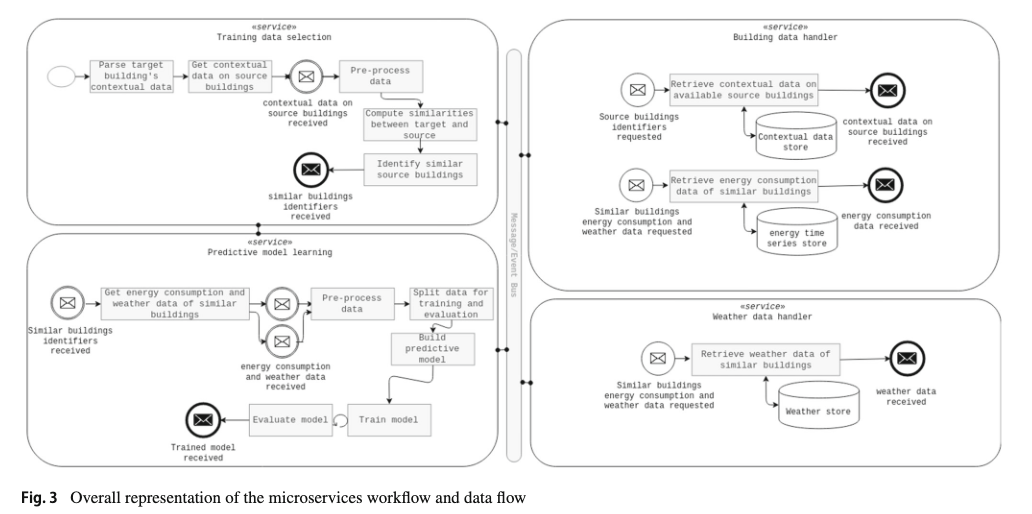 «service»
Training data selection
Parse target
building's
contextual data
Get contextual
data on source
buildings
contextual data on
source buildings
received
Pre-process
data
Compute similarities
between target and
source
Identify similar
source buildings
similar buildings
identifiers
received
«service»
Predictive model learning
Similar buildings
identifiers
received
Get energy consumption and
weather data of similar
buildings
energy consumption
and weather data
received
Pre-process
data
Split data for
training and
evaluation
Build
predictive
model
Train model
Evaluate model
Trained model
received
Message/Event Bus
«service»
Building data handler
Source buildings
identifiers
requested
Retrieve contextual data on
available source buildings
Contextual data
store
contextual data on
source buildings
received
Similar buildings
energy consumption and
weather data requested
Retrieve energy consumption
data of similar buildings
energy time
series store
energy consumption
data received
«service»
Weather data handler
Similar buildings
energy consumption and
weather data requested
Retrieve weather data of
similar buildings
Weather store
weather data
received
Fig. 3 Overall representation of the microservices workflow and data flow